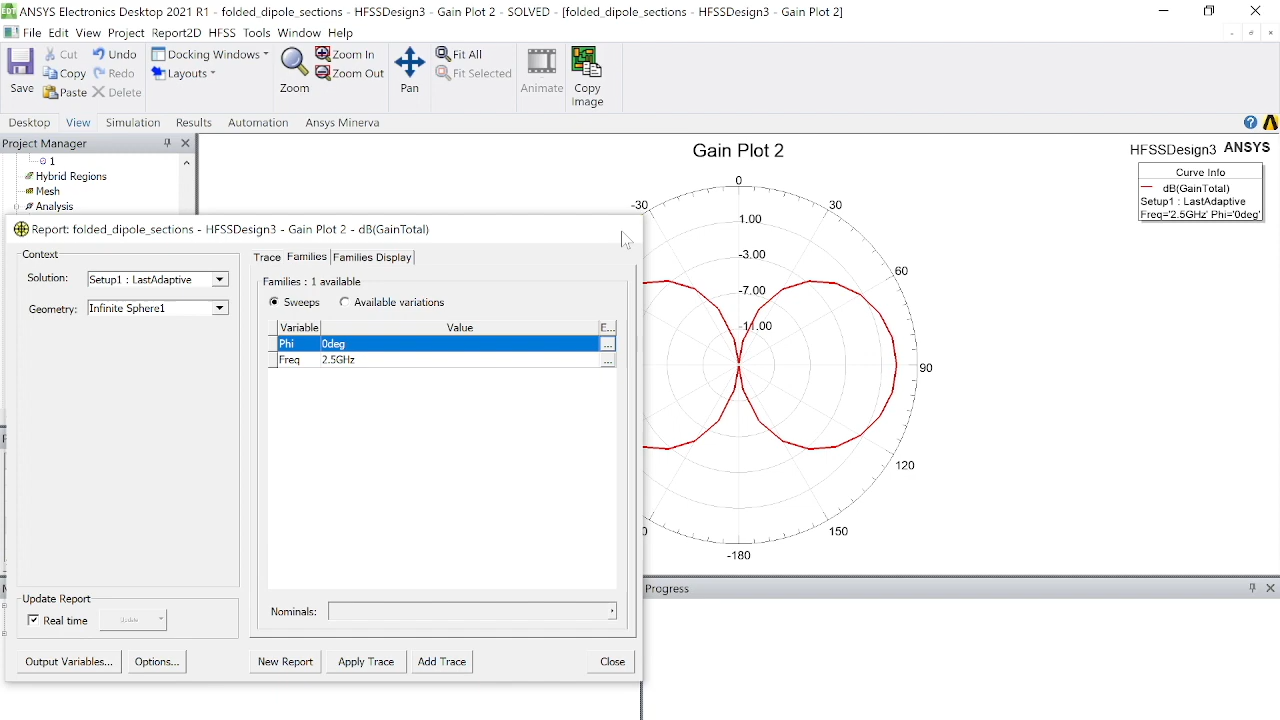 ANSYS Electronics Desktop 2021 R1 - folded_dipole_sections - HFSSDesign3 - Gain Plot 2 - SOLVED - [folded_dipole_sections - HFSSDesign3 - Gain Plot 2]
File Edit View Project Report2D HFSS Tools Window Help
Save
Cut
Copy
Paste
Undo
Redo
Delete
Docking Windows
Layouts
Zoom
Zoom In
Zoom Out
Pan
Fit All
Fit Selected
Animate
Copy
Image
Desktop View Simulation Results Automation Ansys Minerva
Project Manager
1
Hybrid Regions
Mesh
Analysis
Report: folded_dipole_sections - HFSSDesign3 - Gain Plot 2 - dB(GainTotal)
Context
Solution: Setup1 : LastAdaptive
Geometry: Infinite Sphere1
Trace Families Families Display
Families : 1 available
Sweeps Available variations
Variable Value E...
Phi 0deg ...
Freq 2.5GHz ...
Nominals:
Update Report
Real time Update
Output Variables... Options... New Report Apply Trace Add Trace Close
Gain Plot 2
HFSSDesign3 ANSYS
Curve Info
dB(GainTotal)
Setup1 : LastAdaptive
Freq='2.5GHz' Phi='0deg'
0
-30
30
1.00
-3.00
60
-7.00
-11.00
90
120
150
0
-180
Progress